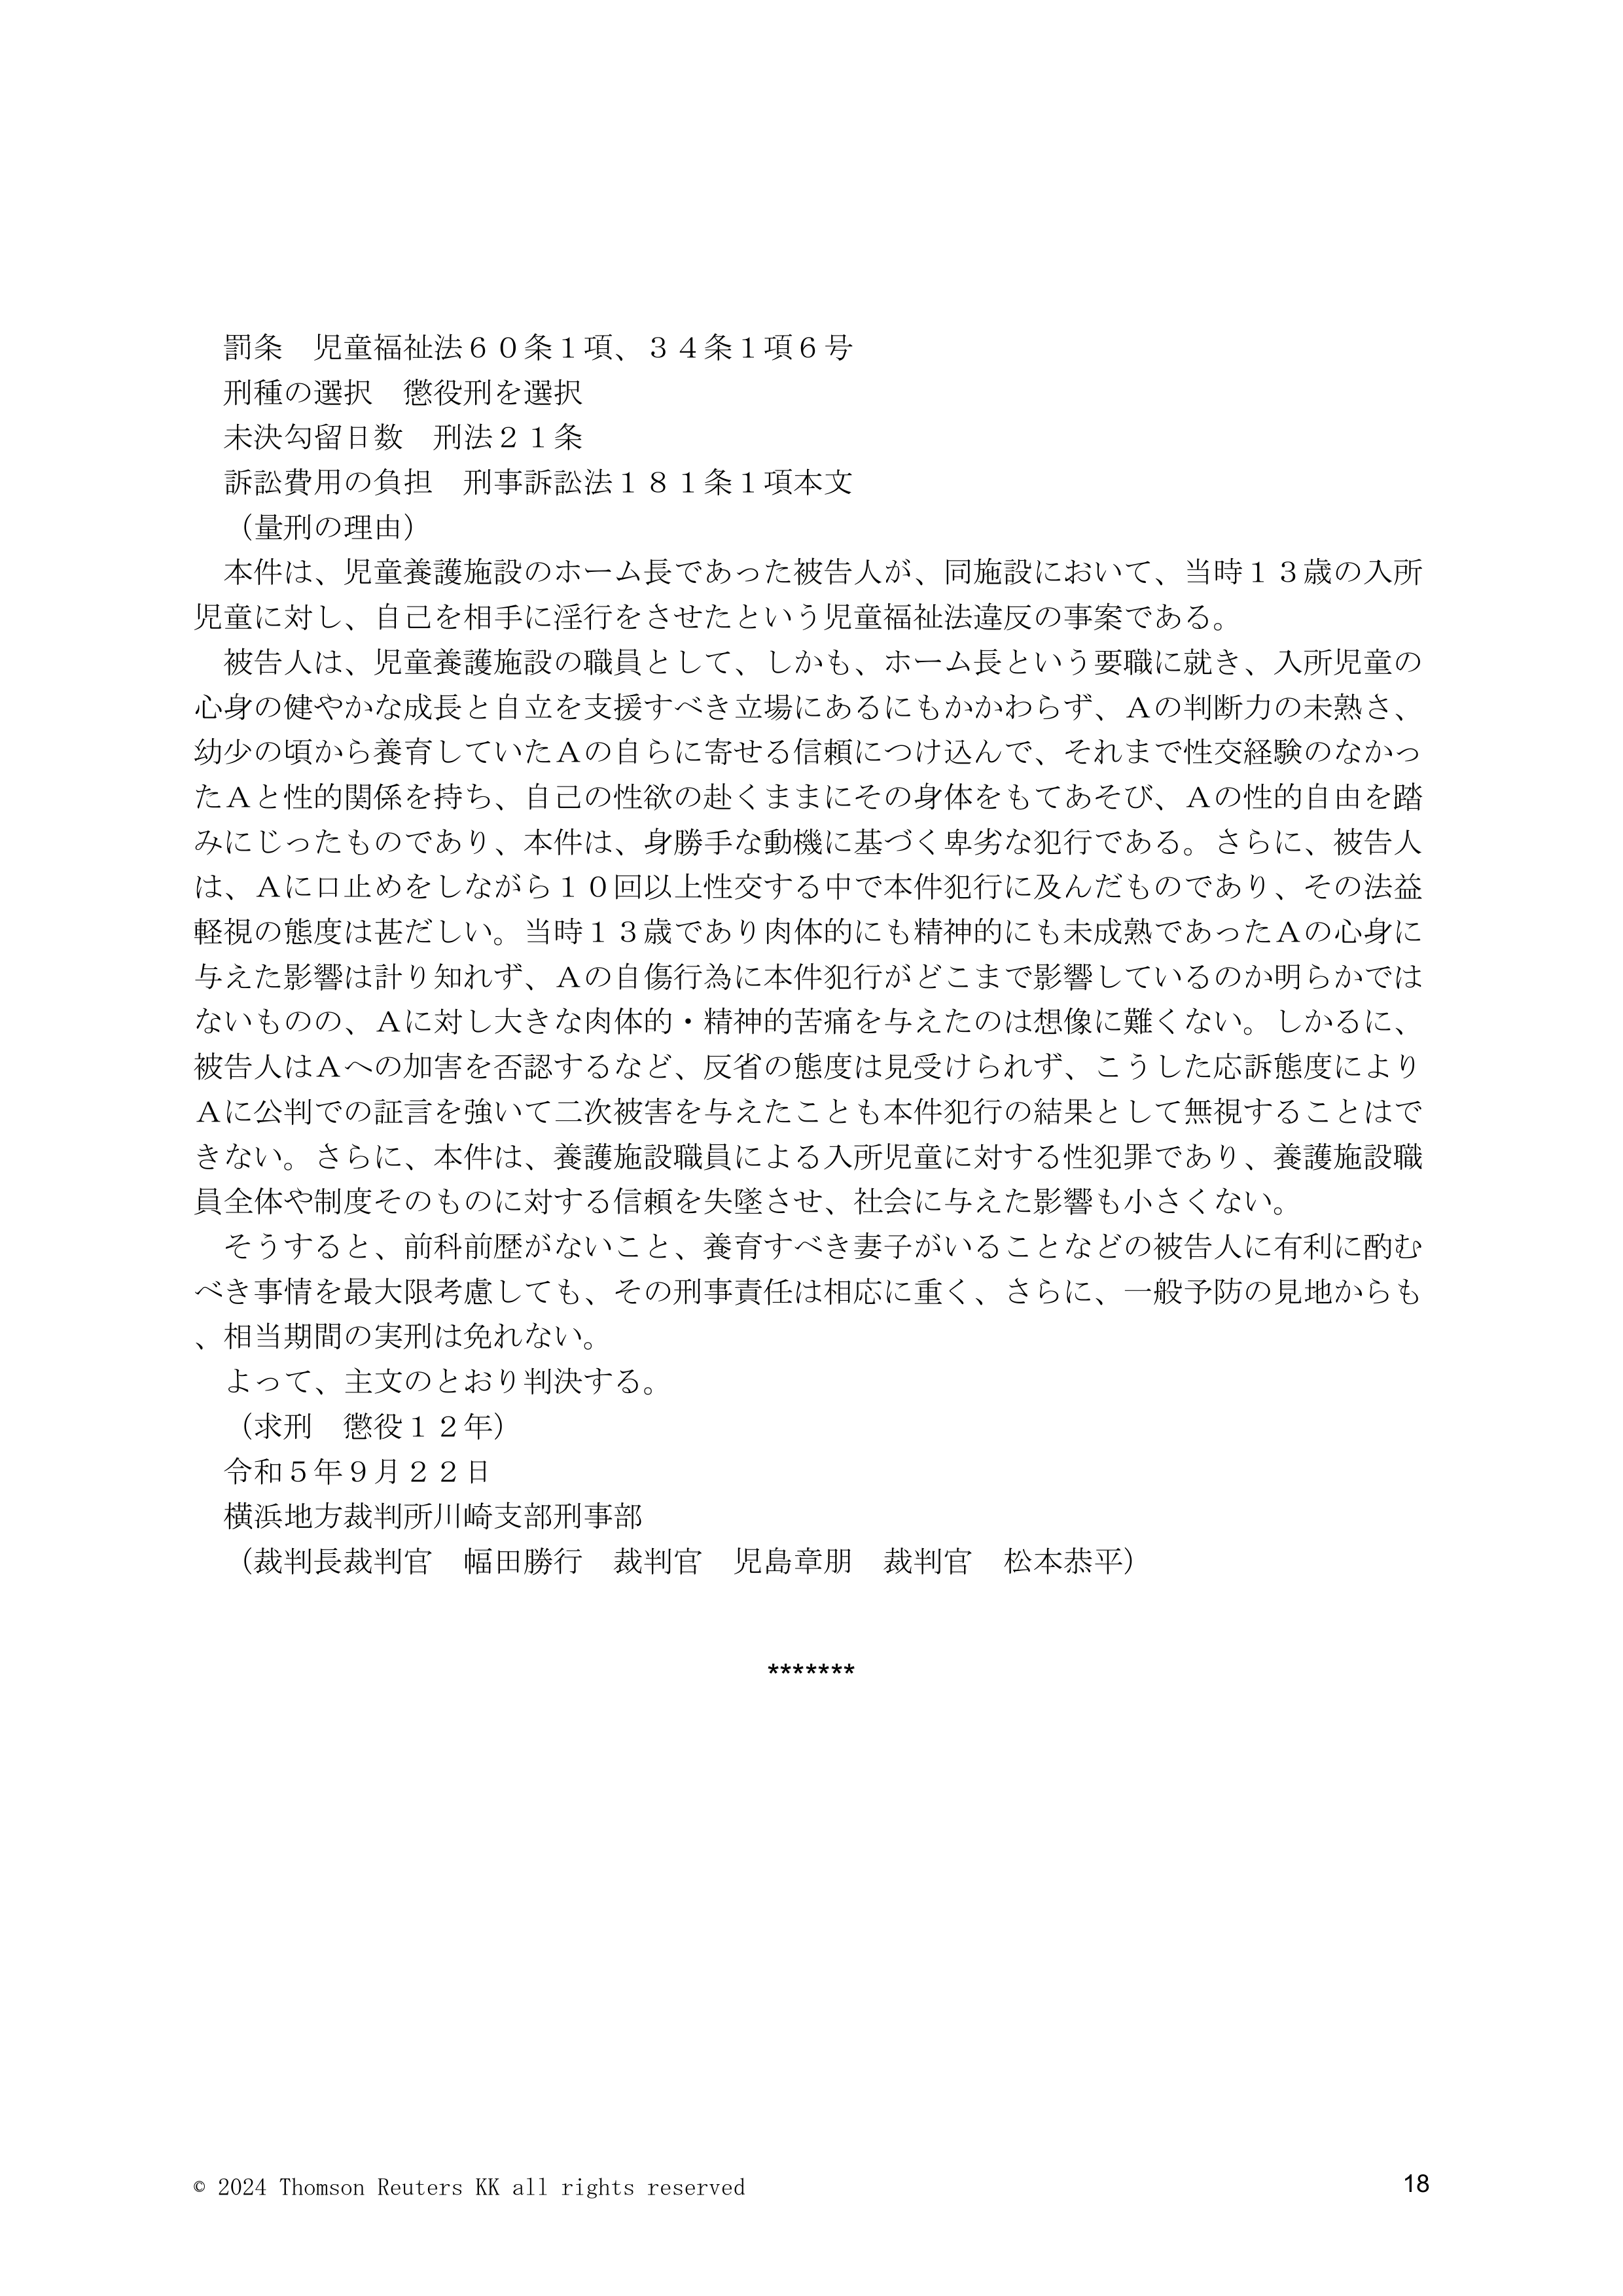 罰条　児童福祉法６０条１項、３４条１項６号
刑種の選択　懲役刑を選択
未決勾留日数　刑法２１条
訴訟費用の負担　刑事訴訟法１８１条１項本文
（量刑の理由）
本件は、児童養護施設のホーム長であった被告人が、同施設において、当時１３歳の入所
児童に対し、自己を相手に淫行をさせたという児童福祉法違反の事案である。
被告人は、児童養護施設の職員として、しかも、ホーム長という要職に就き、入所児童の
心身の健やかな成長と自立を支援すべき立場にあるにもかかわらず、Ａの判断力の未熟さ、
幼少の頃から養育していたＡの自らに寄せる信頼につけ込んで、それまで性交経験のなかっ
たＡと性的関係を持ち、自己の性欲の赴くままにその身体をもてあそび、Ａの性的自由を踏
みにじったものであり、本件は、身勝手な動機に基づく卑劣な犯行である。さらに、被告人
は、Ａに口止めをしながら１０回以上性交する中で本件犯行に及んだものであり、その法益
軽視の態度は甚だしい。当時１３歳であり肉体的にも精神的にも未成熟であったＡの心身に
与えた影響は計り知れず、Ａの自傷行為に本件犯行がどこまで影響しているのか明らかでは
ないものの、Ａに対し大きな肉体的・精神的苦痛を与えたのは想像に難くない。しかるに、
被告人はＡへの加害を否認するなど、反省の態度は見受けられず、こうした応訴態度により
Ａに公判での証言を強いて二次被害を与えたことも本件犯行の結果として無視することはで
きない。さらに、本件は、養護施設職員による入所児童に対する性犯罪であり、養護施設職
員全体や制度そのものに対する信頼を失墜させ、社会に与えた影響も小さくない。
そうすると、前科前歴がないこと、養育すべき妻子がいることなどの被告人に有利に酌む
べき事情を最大限考慮しても、その刑事責任は相応に重く、さらに、一般予防の見地からも
、相当期間の実刑は免れない。
よって、主文のとおり判決する。
（求刑　懲役１２年）
令和５年９月２２日
横浜地方裁判所川崎支部刑事部
（裁判長裁判官　幅田勝行　裁判官　児島章朋　裁判官　松本恭平）
*******
© 2024 Thomson Reuters KK all rights reserved
18